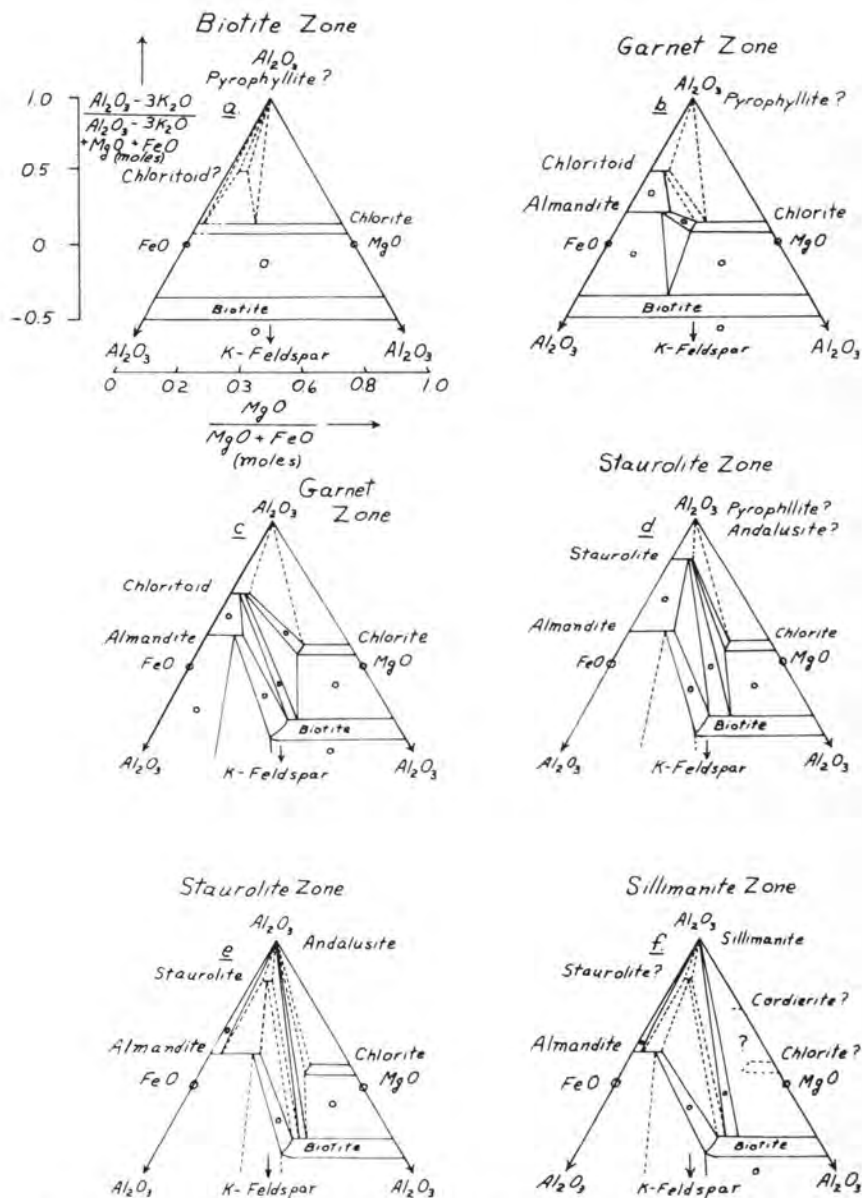 Biotite Zone
Al₂O₃
Pyrophyllite ?
a
1.0
Al₂O₃ - 3K₂O
Al₂O₃ - 3K₂O
+ MgO + FeO
(moles)
0.5
Chloritoid?
Chlorite
0
FeO
MgO
-0.5
Biotite
Al₂O₃
K-Feldspar
Al₂O₃
0
02
0.3
0.6
0.8
1.0
MgO
MgO + FeO
(moles)
Garnet Zone
Al₂O₃
b
Pyrophyllite ?
Chloritoid
Almandite
Chlorite
FeO
MgO
Biotite
Al₂O₃
K-Feldspar
Al₂O₃
Garnet
Zone
Al₂O₃
c
Chloritoid
Almandite
Chlorite
FeO
MgO
Biotite
Al₂O₃
K-Feldspar
Al₂O₃
Staurolite Zone
Al₂O₃
d
Pyrophllite ?
Andalusite ?
Staurolite
Almandite
Chlorite
FeO
MgO
Biotite
Al₂O₃
K-Feldspar
Al₂O₃
Staurolite Zone
Al₂O₃
e
Andalusite
Staurolite
Almandite
Chlorite
FeO
MgO
Biotite
Al₂O₃
K-Feldspar
Al₂O₃
Sillimanite Zone
Al₂O₃
f
Sillimanite
Staurolite?
Cordierite ?
Almandite
?
Chlorite ?
FeO
MgO
Biotite
Al₂O₃
K-Feldspar
Al₂O₃